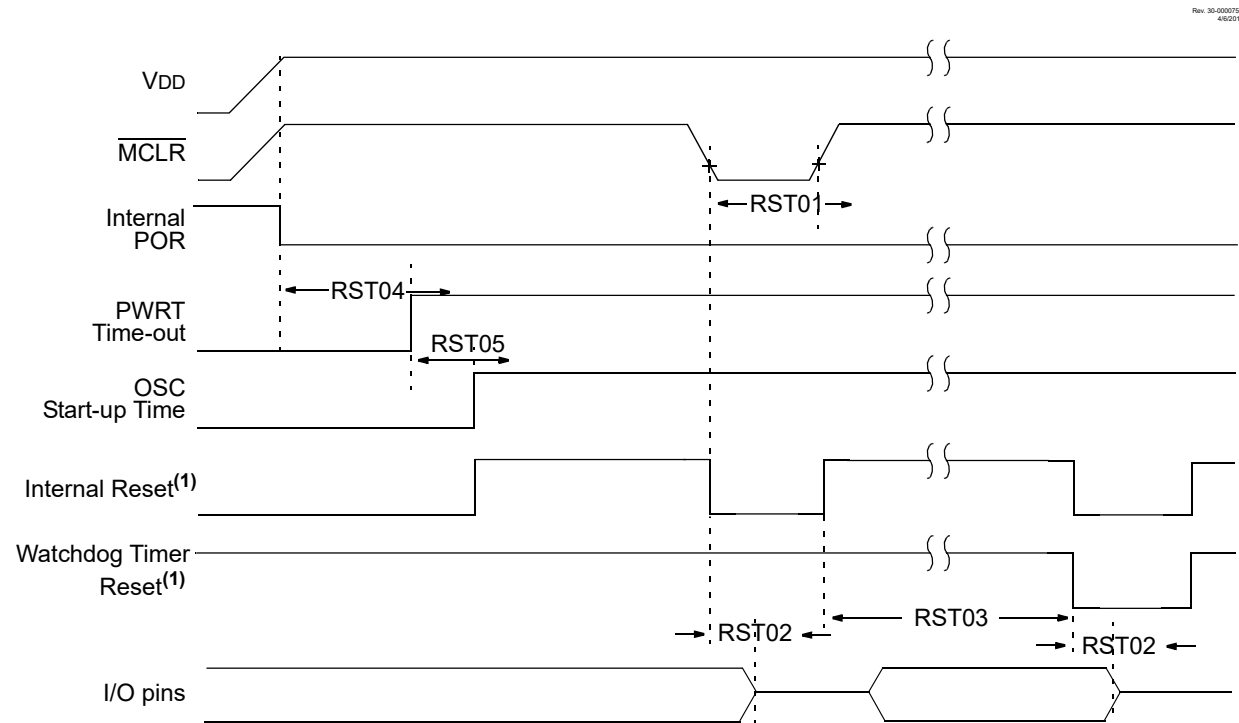 Rev. 30-000075
4/6/201
VDD
MCLR
RST01
Internal
POR
RST04
PWRT
Time-out
RST05
OSC
Start-up Time
Internal Reset(1)
Watchdog Timer
Reset(1)
RST03
RST02
RST02
I/O pins